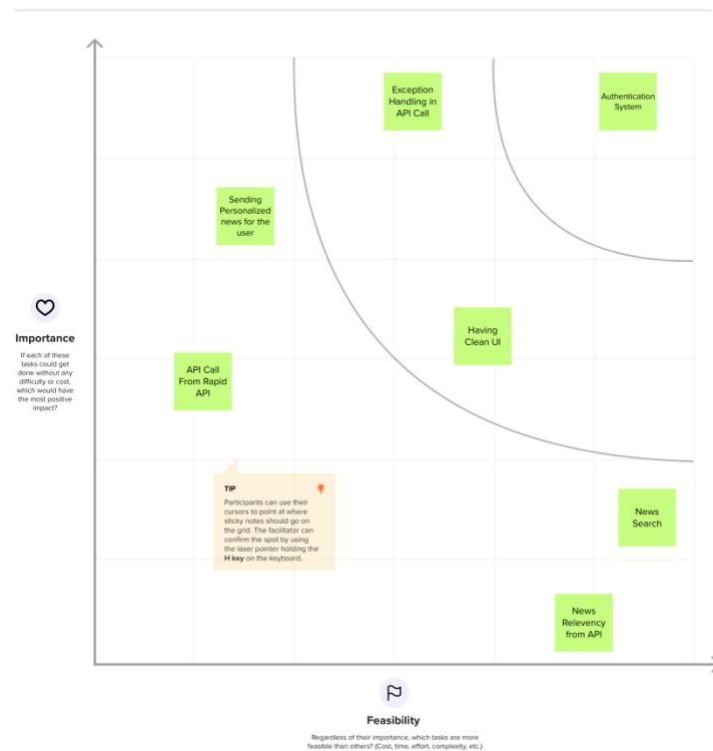 Exception
Handling in
API Call
Authentication
System
Sending
Personalized
news for the
user
Having
Clean UI
Importance
If each of these
tasks could get
done without any
difficulty or cost,
which would have
the most positive
impact?
API Call
From Rapid
API
TIP
Participants can use their
cursors to point at where
sticky notes should go on
the grid. The facilitator can
confirm the spot by using
the laser pointer holding the
H key on the keyboard.
News
Search
News
Relevency
from API
Feasibility
Regardless of their importance, which tasks are more
feasible than others? (Cost, time, effort, complexity, etc.)